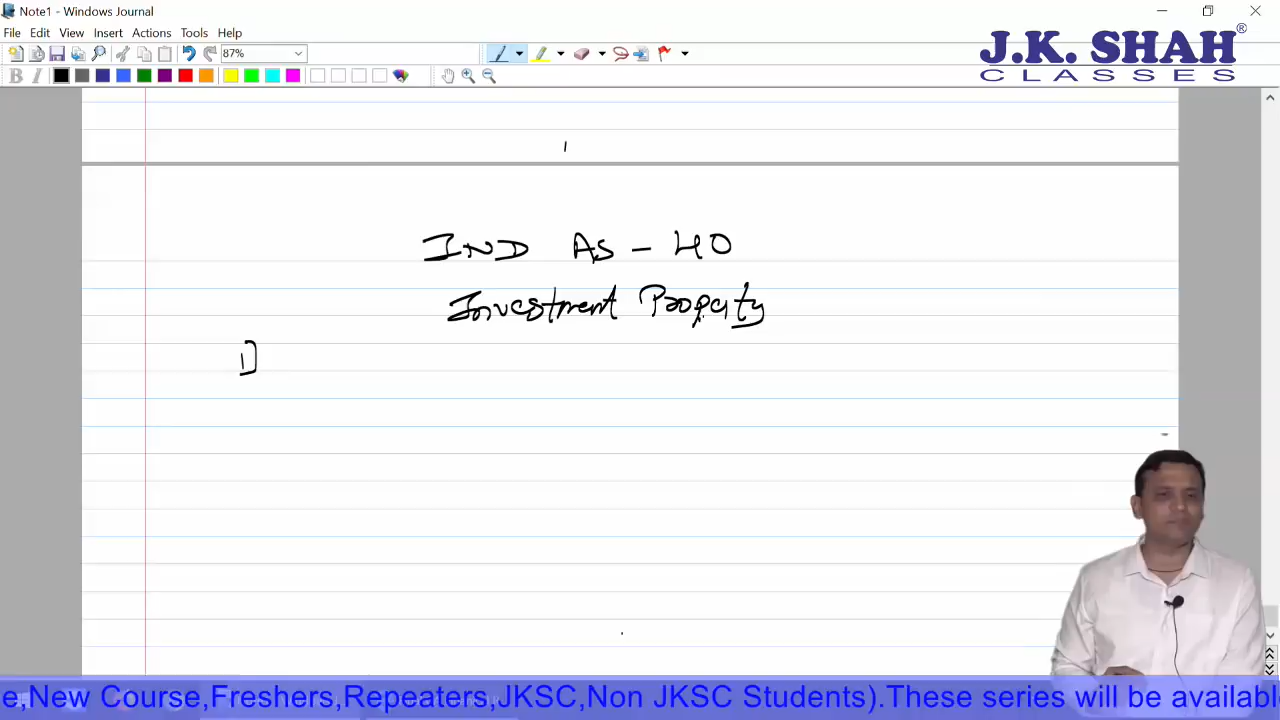 Note1 - Windows Journal
File Edit View Insert Actions Tools Help
87%
B I
J.K. SHAH®
CLASSES
IND AS - 40
Investment Property
1]
e,New Course,Freshers,Repeaters,JKSC,Non JKSC Students).These series will be availabl